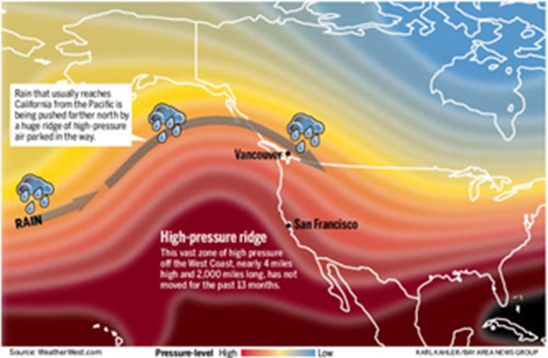 Rain that usually reaches
California from the Pacific is
being pushed farther north by
a huge ridge of high-pressure
air parked in the way.
Vancouver
RAIN
San Francisco
High-pressure ridge
This vast zone of high pressure
off the West Coast, nearly 4 miles
high and 2,000 miles long, has not
moved for the past 13 months.
Source: WeatherWest.com
Pressure-level High Low
KARL KAHLER/BAY AREA NEWS GROUP